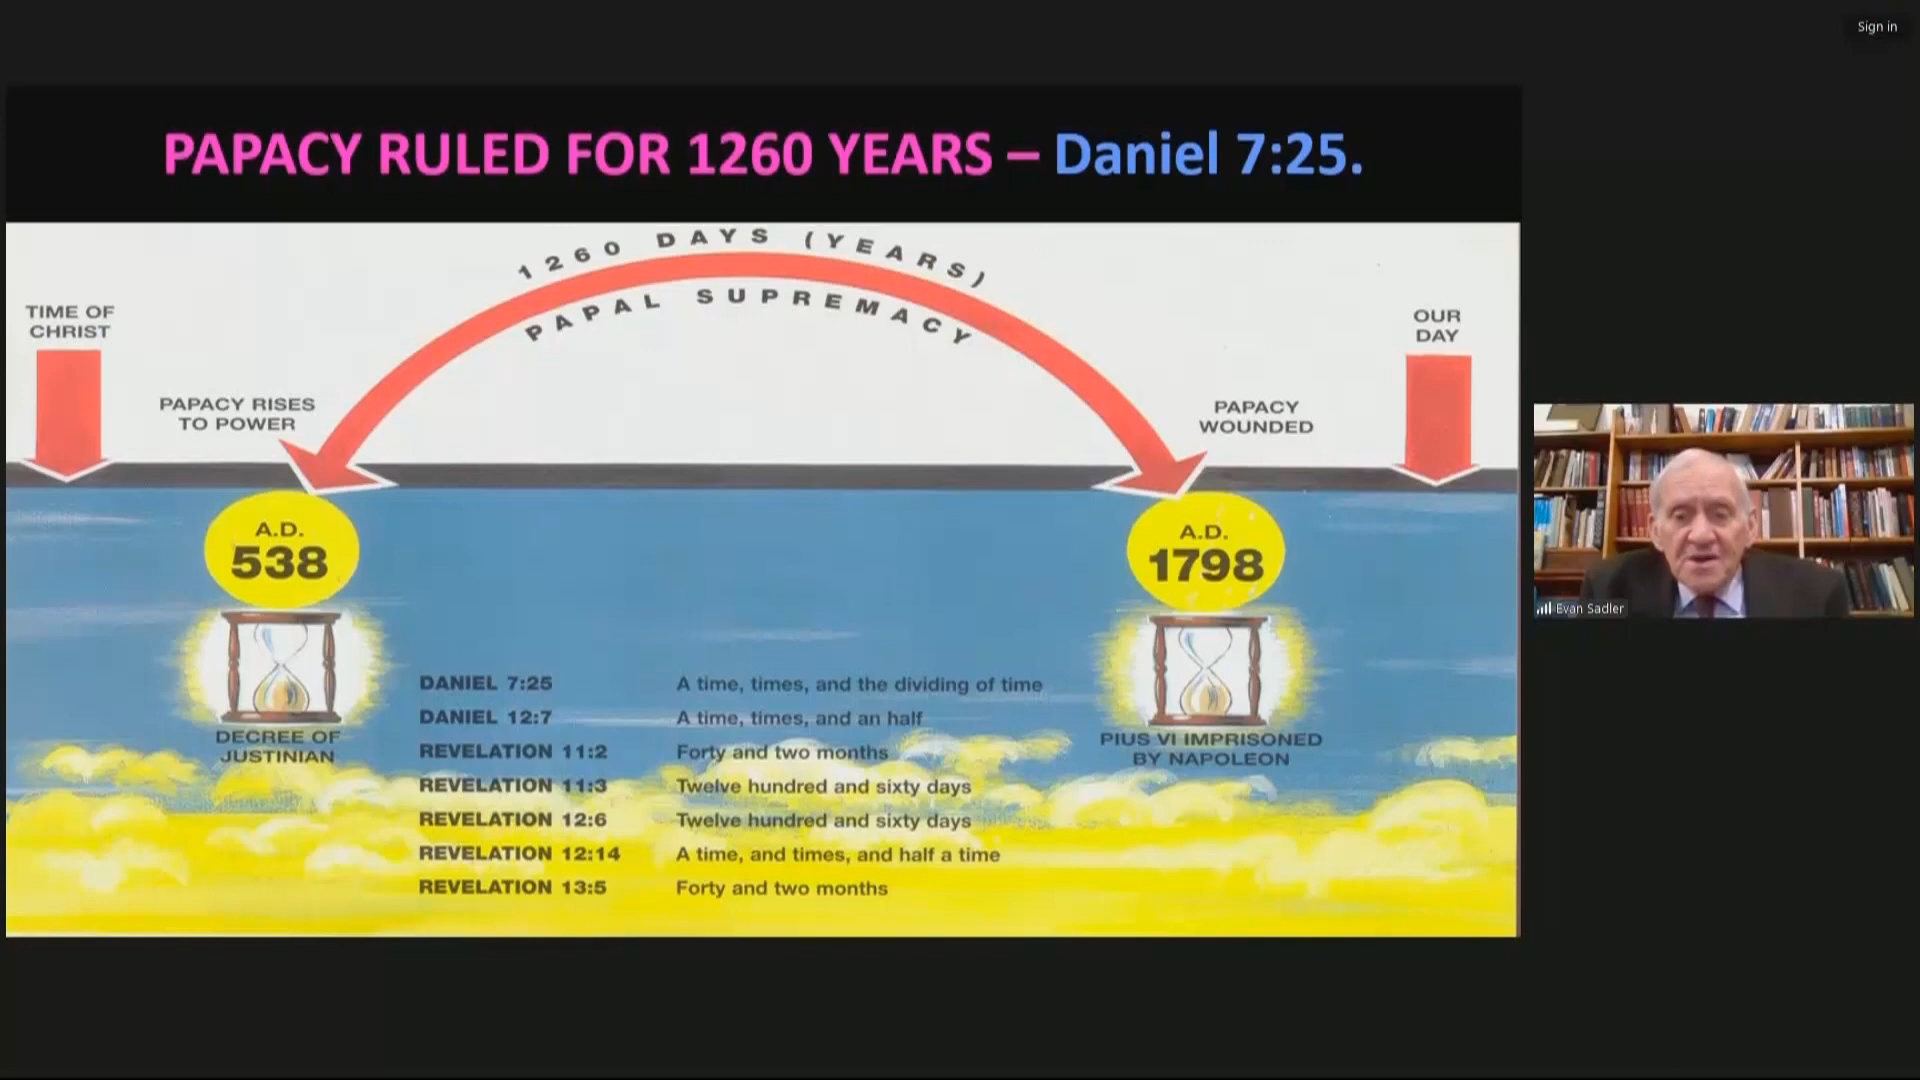 Sign in
PAPACY RULED FOR 1260 YEARS – Daniel 7:25.
1260 DAYS (YEARS)
PAPAL SUPREMACY
TIME OF
CHRIST
OUR
DAY
PAPACY RISES
TO POWER
PAPACY
WOUNDED
A.D.
538
A.D.
1798
DECREE OF
JUSTINIAN
PIUS VI IMPRISONED
BY NAPOLEON
DANIEL 7:25 A time, times, and the dividing of time
DANIEL 12:7 A time, times, and an half
REVELATION 11:2 Forty and two months
REVELATION 11:3 Twelve hundred and sixty days
REVELATION 12:6 Twelve hundred and sixty days
REVELATION 12:14 A time, and times, and half a time
REVELATION 13:5 Forty and two months
Evan Sadler